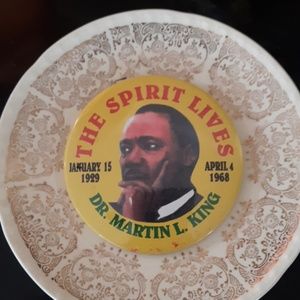 THE SPIRIT LIVES
JANUARY 15
1929
APRIL 4
1968
DR. MARTIN L. KING